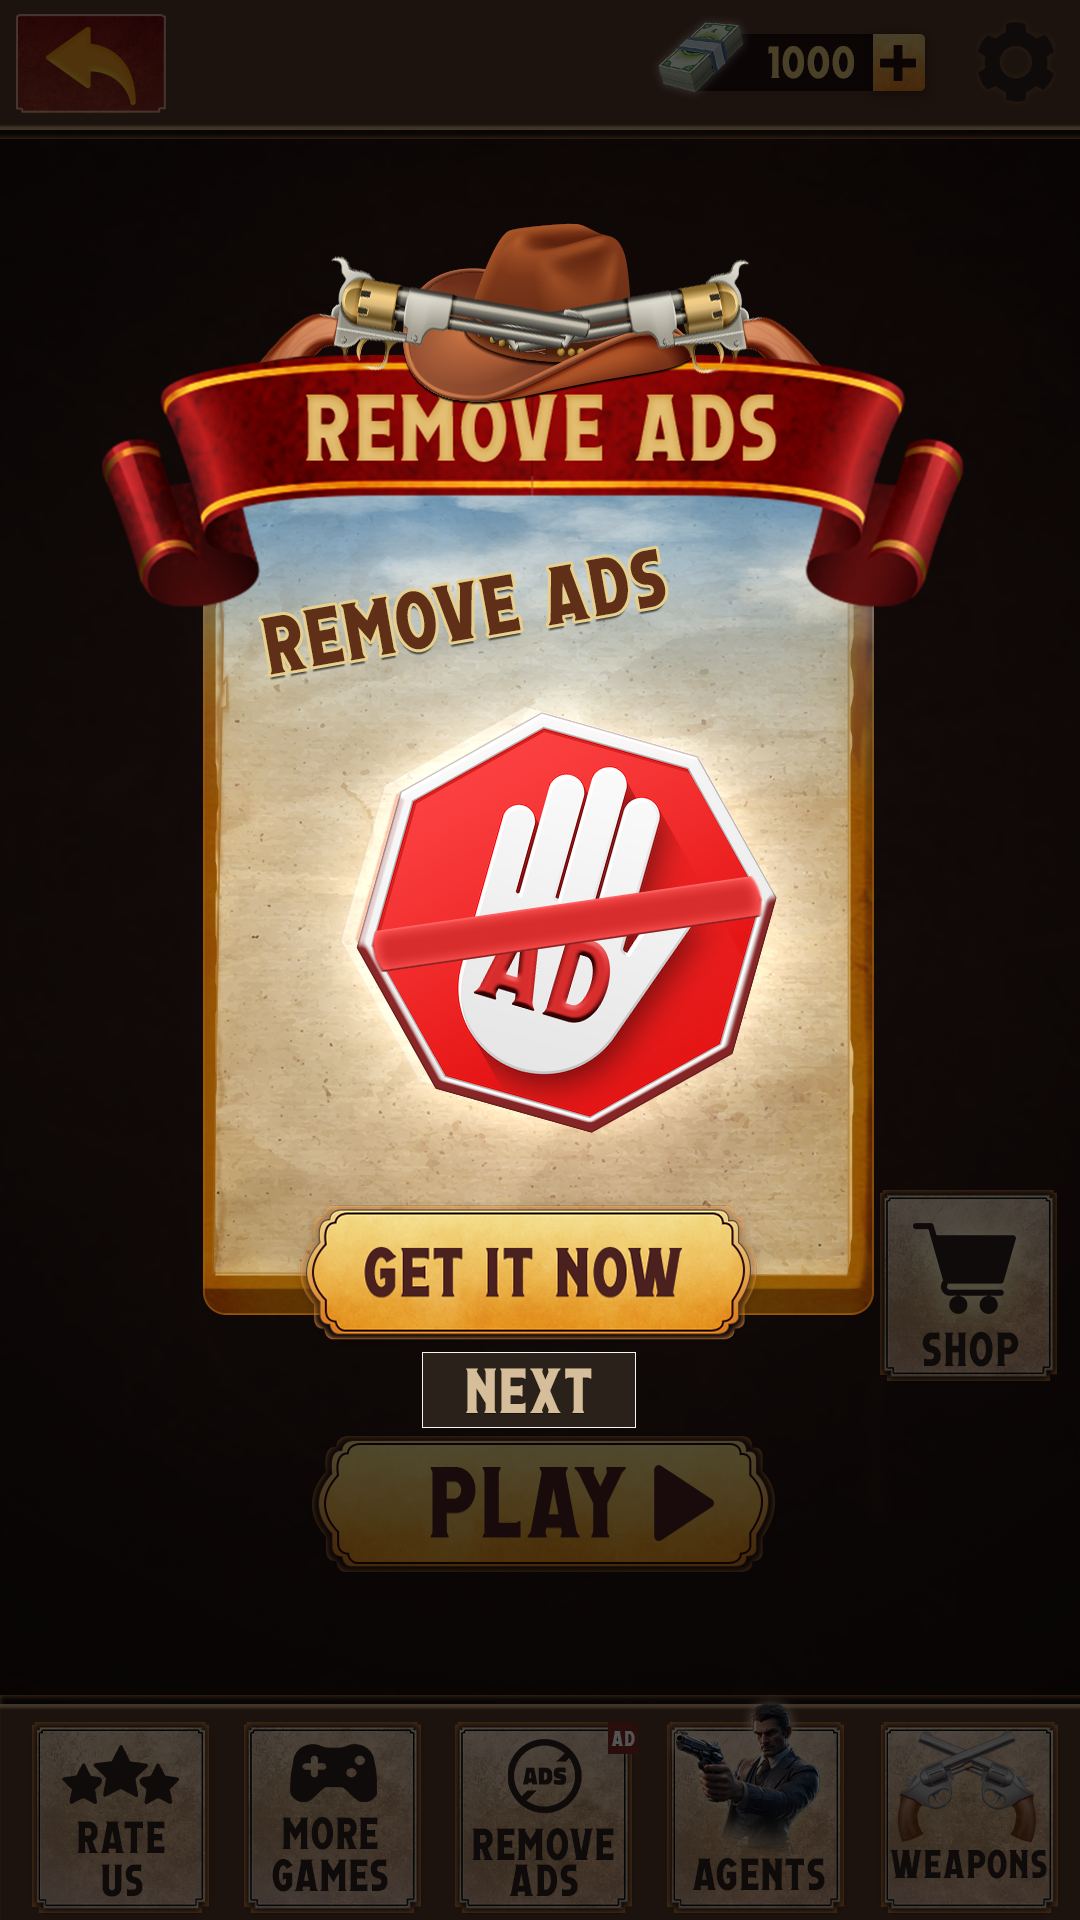 1000
REMOVE ADS
REMOVE ADS
AD
GET IT NOW
SHOP
NEXT
PLAY
AD
ADS
RATE
US
MORE
GAMES
REMOVE
ADS
AGENTS
WEAPONS